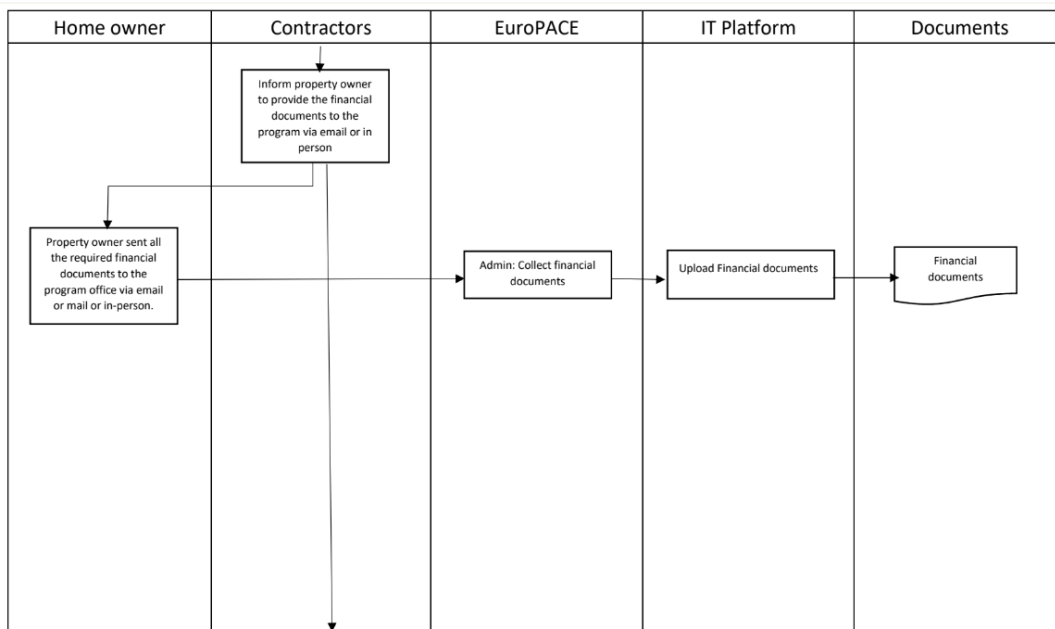 Home owner
Contractors
EuroPACE
IT Platform
Documents
Inform property owner
to provide the financial
documents to the
program via email or in
person
Property owner sent all
the required financial
documents to the
program office via email
or mail or in-person.
Admin: Collect financial
documents
Upload Financial documents
Financial
documents